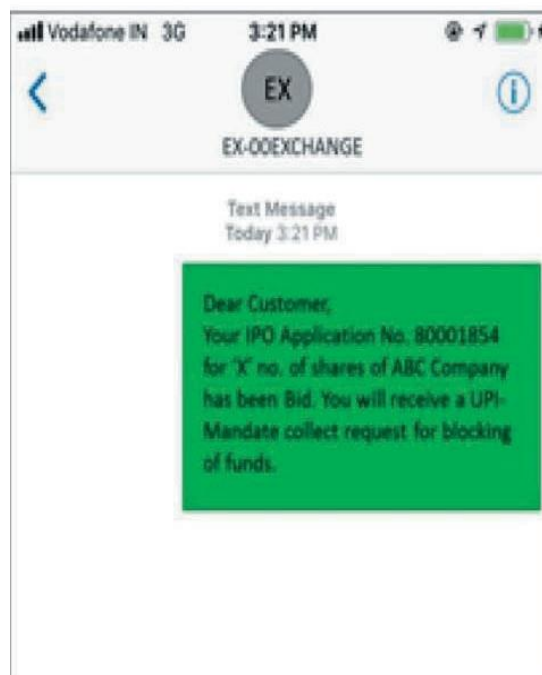 Vodafone IN 3G 3:21 PM
EX
EX-00EXCHANGE
Text Message
Today 3:21 PM
Dear Customer,
Your IPO Application No. 80001854
for 'X' no. of shares of ABC Company
has been Bid. You will receive a UPI-
Mandate collect request for blocking
of funds.